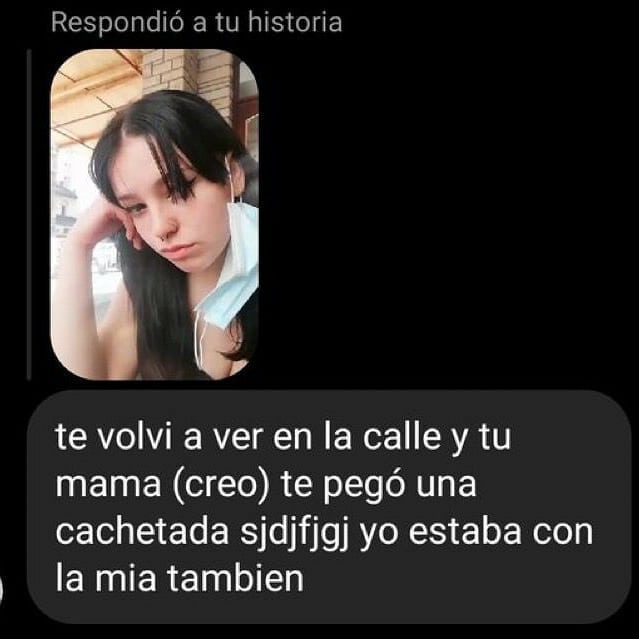 Respondió a tu historia
te volvi a ver en la calle y tu
mama (creo) te pegó una
cachetada sjdjfjgj yo estaba con
la mia tambien